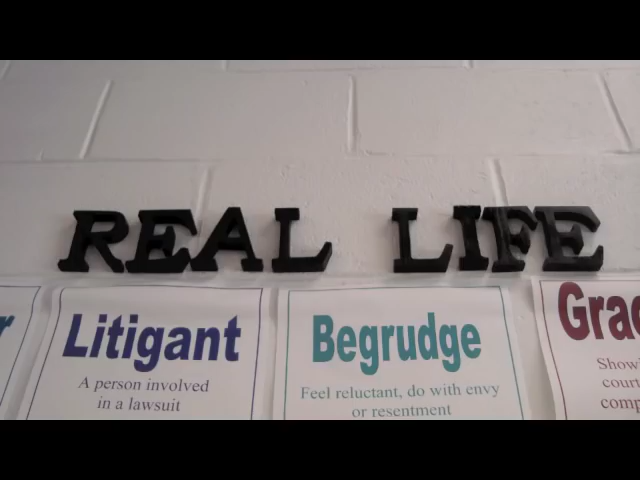 REAL LIFE
Litigant
A person involved
in a lawsuit
Begrudge
Feel reluctant, do with envy
or resentment